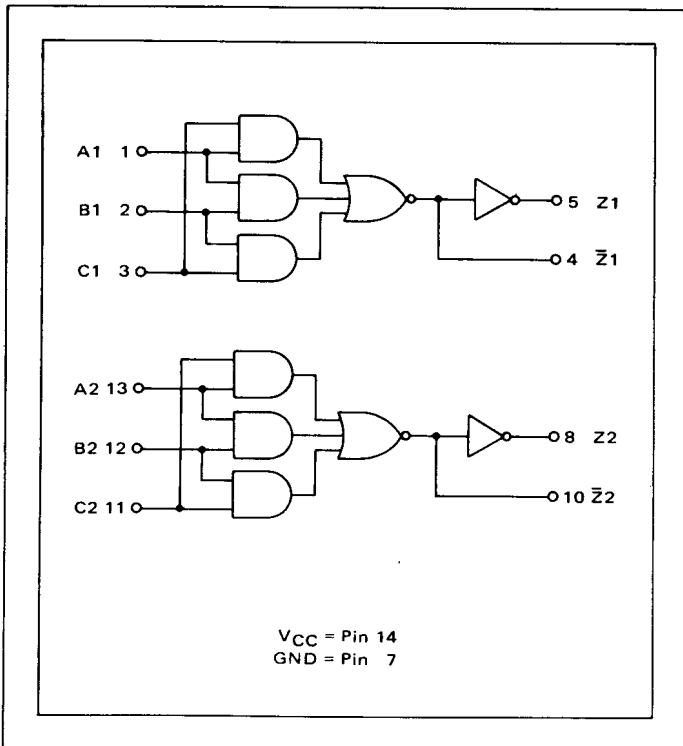 A1 1
5 Z1
B1 2
4 Z̅1
C1 3
A2 13
8 Z2
B2 12
10 Z̅2
C2 11
VCC = Pin 14
GND = Pin 7